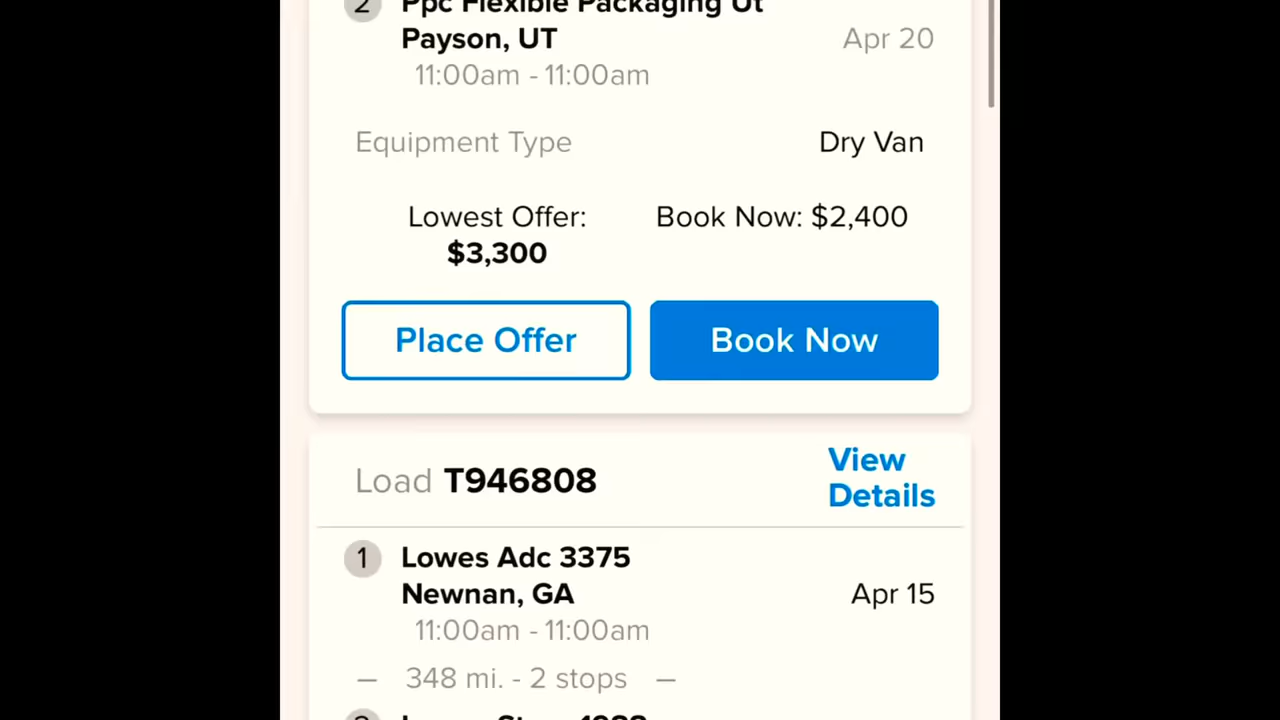 2 Ppc Flexible Packaging Ut
Payson, UT Apr 20
11:00am - 11:00am
Equipment Type Dry Van
Lowest Offer: Book Now: $2,400
$3,300
Place Offer Book Now
View
Load T946808
Details
1 Lowes Adc 3375
Newnan, GA Apr 15
11:00am - 11:00am
— 348 mi. - 2 stops —